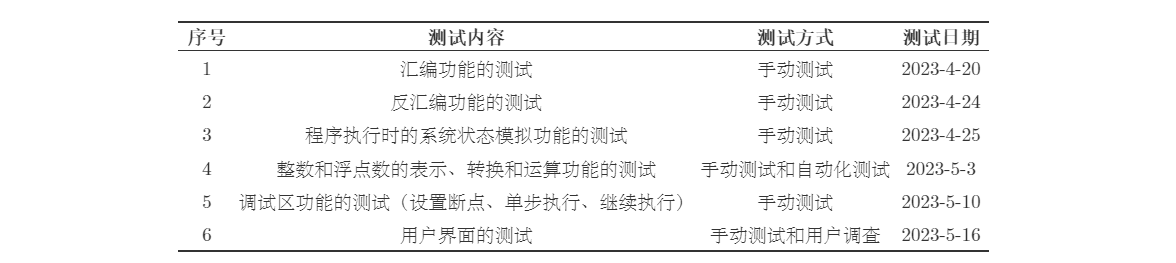 序号 测试内容 测试方式 测试日期
1 汇编功能的测试 手动测试 2023-4-20
2 反汇编功能的测试 手动测试 2023-4-24
3 程序执行时的系统状态模拟功能的测试 手动测试 2023-4-25
4 整数和浮点数的表示、转换和运算功能的测试 手动测试和自动化测试 2023-5-3
5 调试区功能的测试（设置断点、单步执行、继续执行） 手动测试 2023-5-10
6 用户界面的测试 手动测试和用户调查 2023-5-16